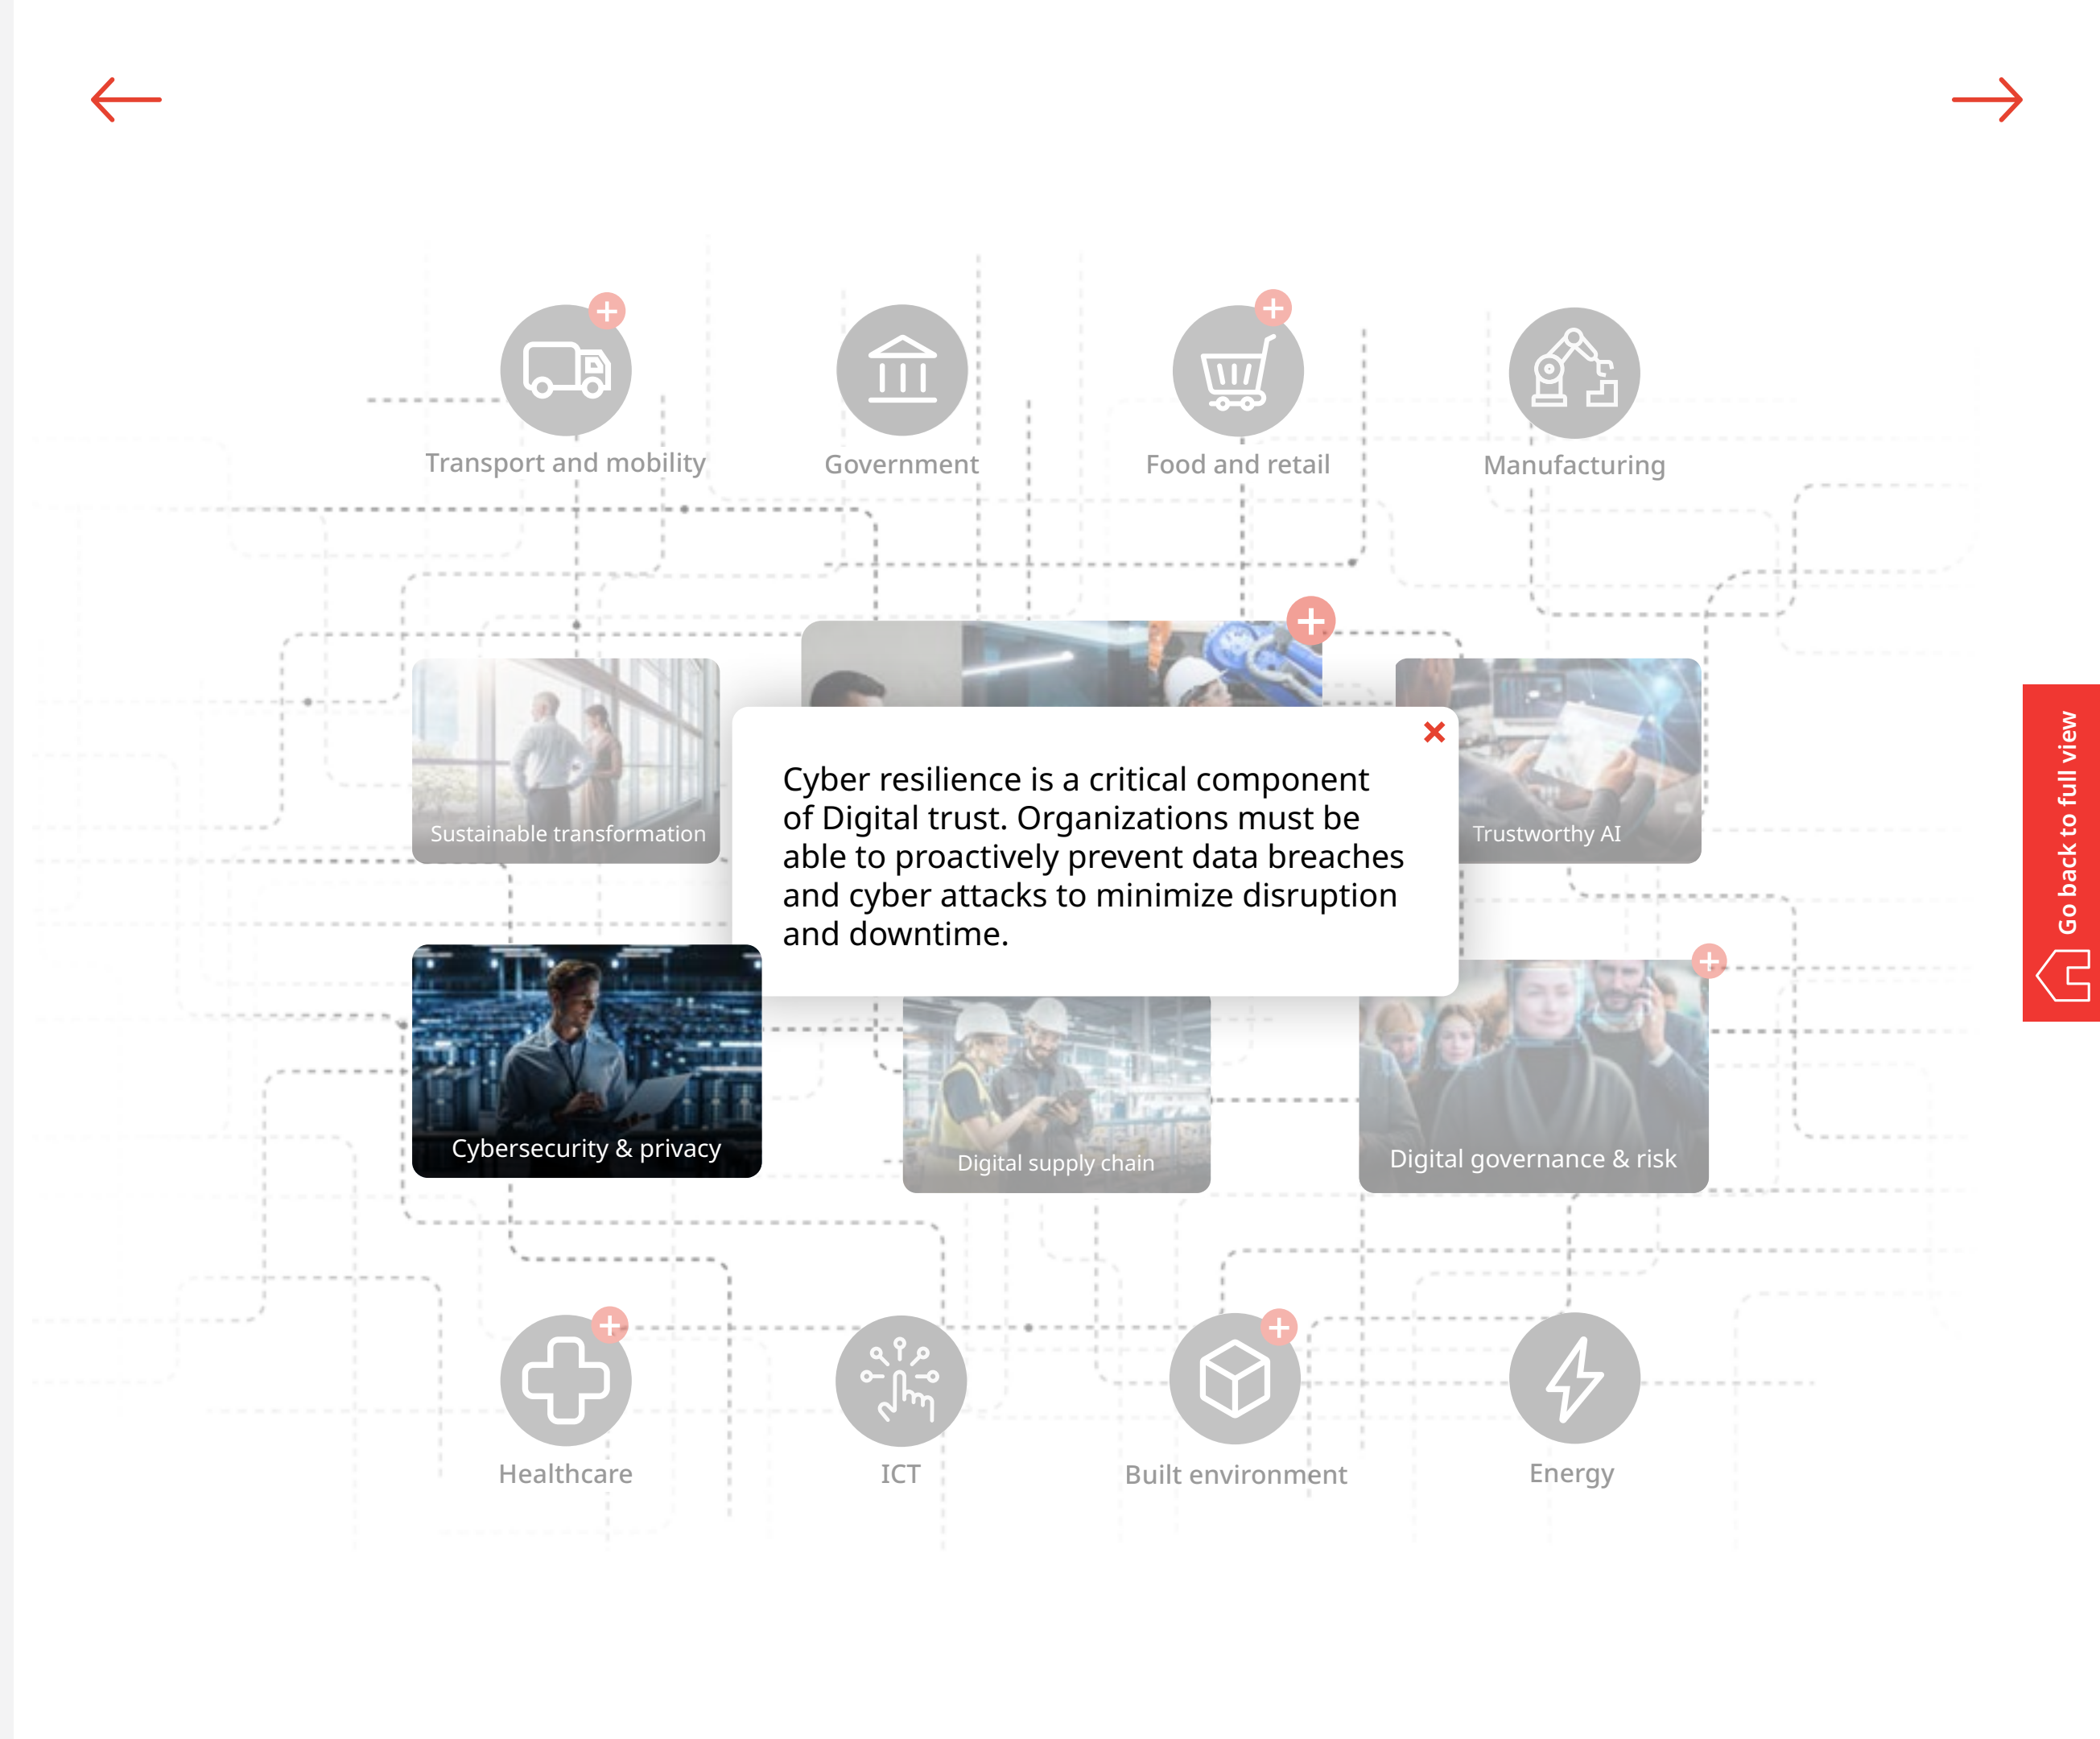 Transport and mobility
Government
Food and retail
Manufacturing
Sustainable transformation
Trustworthy AI
Cyber resilience is a critical component
of Digital trust. Organizations must be
able to proactively prevent data breaches
and cyber attacks to minimize disruption
and downtime.
Go back to full view
Cybersecurity & privacy
Digital supply chain
Digital governance & risk
Healthcare
ICT
Built environment
Energy